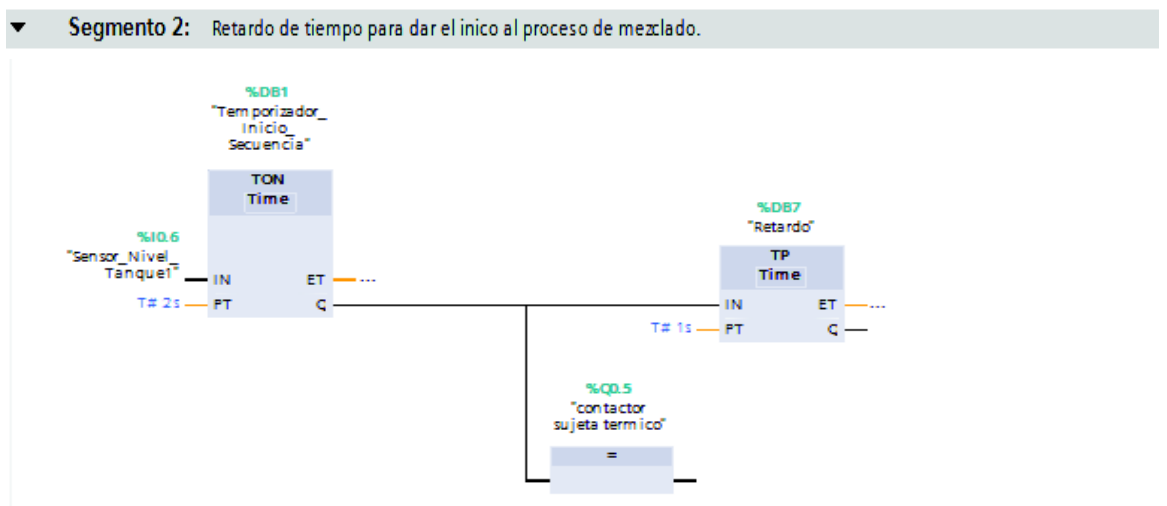 Segmento 2: Retardo de tiempo para dar el inico al proceso de mezclado.
%DB1
"Temporizador_
Inicio_
Secuencia"
TON
Time
%I0.6
"Sensor_Nivel_
Tanque1"
IN
ET
...
T# 2s
PT
Q
%DB7
"Retardo"
TP
Time
IN
ET
...
T# 1s
PT
Q
%Q0.5
"contactor
sujeta termico"
=